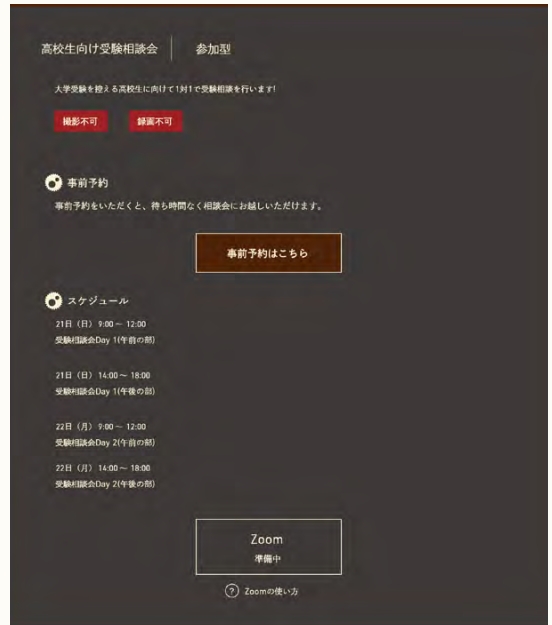 高校生向け受験相談会 参加型
大学受験を控える高校生に向けて1対1で受験相談を行います!
撮影不可 録画不可
事前予約
事前予約をいただくと、待ち時間なく相談会にお越しいただけます。
事前予約はこちら
スケジュール
21日（日） 9:00～ 12:00
受験相談会Day 1(午前の部)
21日（日） 14:00～ 18:00
受験相談会Day 1(午後の部)
22日（月） 9:00～ 12:00
受験相談会Day 2(午前の部)
22日（月） 14:00～ 18:00
受験相談会Day 2(午後の部)
Zoom
準備中
? Zoomの使い方